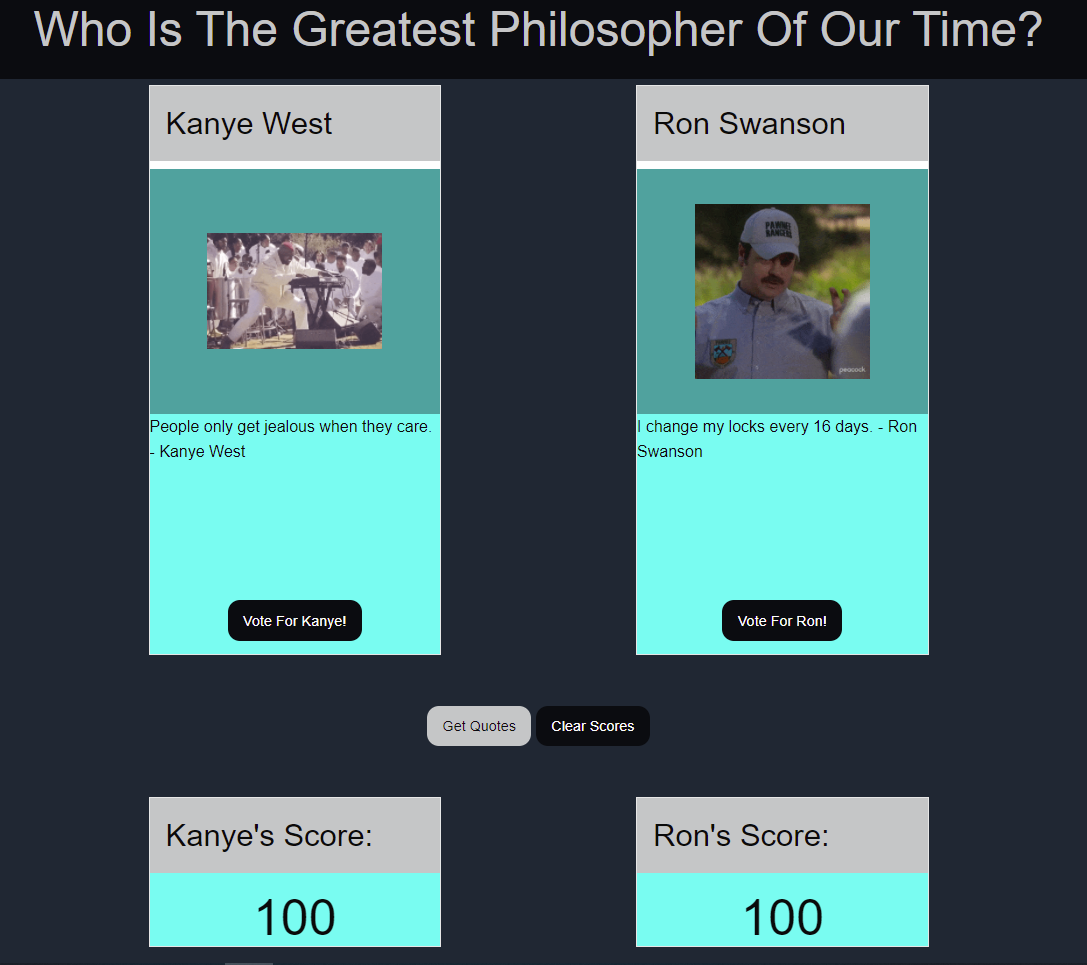 Who Is The Greatest Philosopher Of Our Time?
Kanye West
Ron Swanson
PAWNEE
RANGERS
peacock
People only get jealous when they care.
- Kanye West
I change my locks every 16 days. - Ron
Swanson
Vote For Kanye!
Vote For Ron!
Get Quotes
Clear Scores
Kanye's Score:
Ron's Score:
100
100